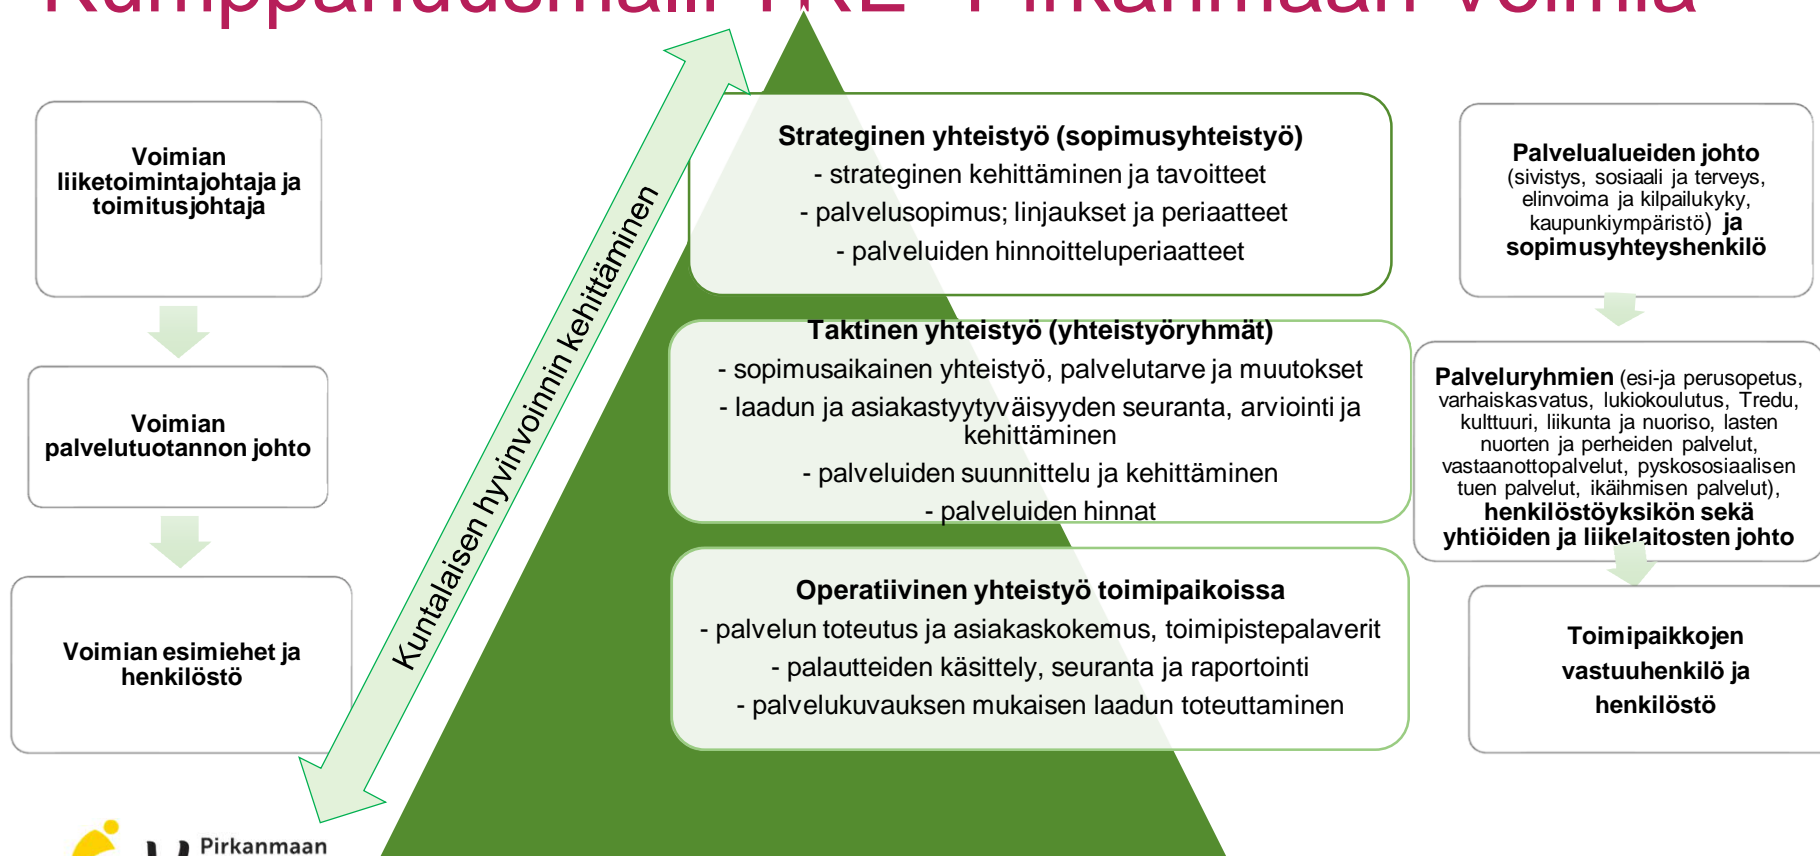 Kumppanuusmalli TRE- Pirkanmaan Voimia
Voimian
liiketoimintajohtaja ja
toimitusjohtaja
Voimian
palvelutuotannon johto
Voimian esimiehet ja
henkilöstö
Kuntalaisen hyvinvoinnin kehittäminen
Strateginen yhteistyö (sopimusyhteistyö)
- strateginen kehittäminen ja tavoitteet
- palvelusopimus; linjaukset ja periaatteet
- palveluiden hinnoitteluperiaatteet
Taktinen yhteistyö (yhteistyöryhmät)
- sopimusaikainen yhteistyö, palvelutarve ja muutokset
- laadun ja asiakastyytyväisyyden seuranta, arviointi ja
kehittäminen
- palveluiden suunnittelu ja kehittäminen
- palveluiden hinnat
Operatiivinen yhteistyö toimipaikoissa
- palvelun toteutus ja asiakaskokemus, toimipistepalaverit
- palautteiden käsittely, seuranta ja raportointi
- palvelukuvauksen mukaisen laadun toteuttaminen
Palvelualueiden johto
(sivistys, sosiaali ja terveys,
elinvoima ja kilpailukyky,
kaupunkiympäristö) ja
sopimusyhteyshenkilö
Palveluryhmien (esi-ja perusopetus,
varhaiskasvatus, lukiokoulutus, Tredu,
kulttuuri, liikunta ja nuoriso, lasten
nuorten ja perheiden palvelut,
vastaanottopalvelut, pyskososiaalisen
tuen palvelut, ikäihmisen palvelut),
henkilöstöyksikön sekä
yhtiöiden ja liikelaitosten johto
Toimipaikkojen
vastuuhenkilö ja
henkilöstö
Pirkanmaan